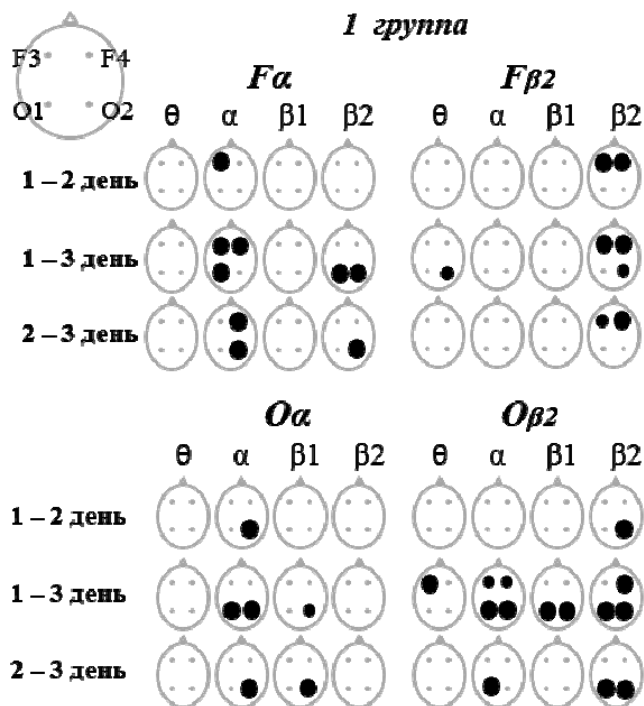 1 группа
F3 F4
O1 O2
Fα Fβ2
θ α β1 β2 θ α β1 β2
1 – 2 день
1 – 3 день
2 – 3 день
Oα Oβ2
θ α β1 β2 θ α β1 β2
1 – 2 день
1 – 3 день
2 – 3 день